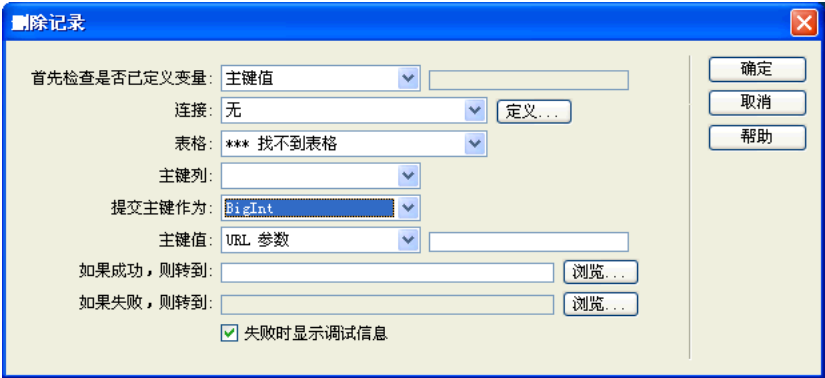 删除记录
首先检查是否已定义变量: 主键值
连接: 无 定义...
表格: *** 找不到表格
主键列:
提交主键作为: BigInt
主键值: URL 参数
如果成功，则转到: 浏览...
如果失败，则转到: 浏览...
失败时显示调试信息
确定
取消
帮助